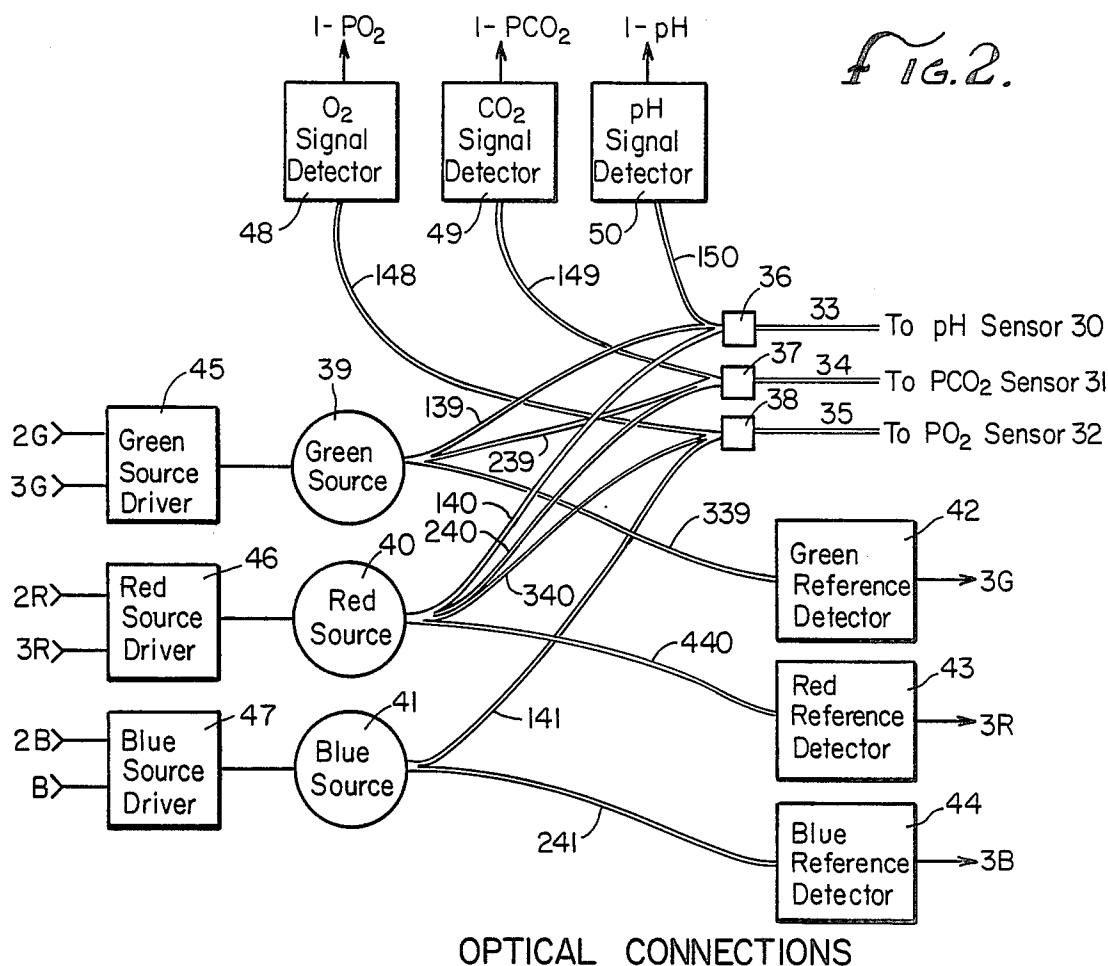 1-PO₂
1-PCO₂
1-pH
FIG. 2.
O₂
Signal
Detector
CO₂
Signal
Detector
pH
Signal
Detector
48
49
50
148
149
150
36
33
To pH Sensor 30
37
34
To PCO₂ Sensor 31
38
35
To PO₂ Sensor 32
45
39
139
239
2G
3G
Green
Source
Driver
Green
Source
140
240
340
339
42
Green
Reference
Detector
3G
46
40
2R
3R
Red
Source
Driver
Red
Source
440
43
Red
Reference
Detector
3R
47
41
141
2B
B
Blue
Source
Driver
Blue
Source
241
44
Blue
Reference
Detector
3B
OPTICAL CONNECTIONS